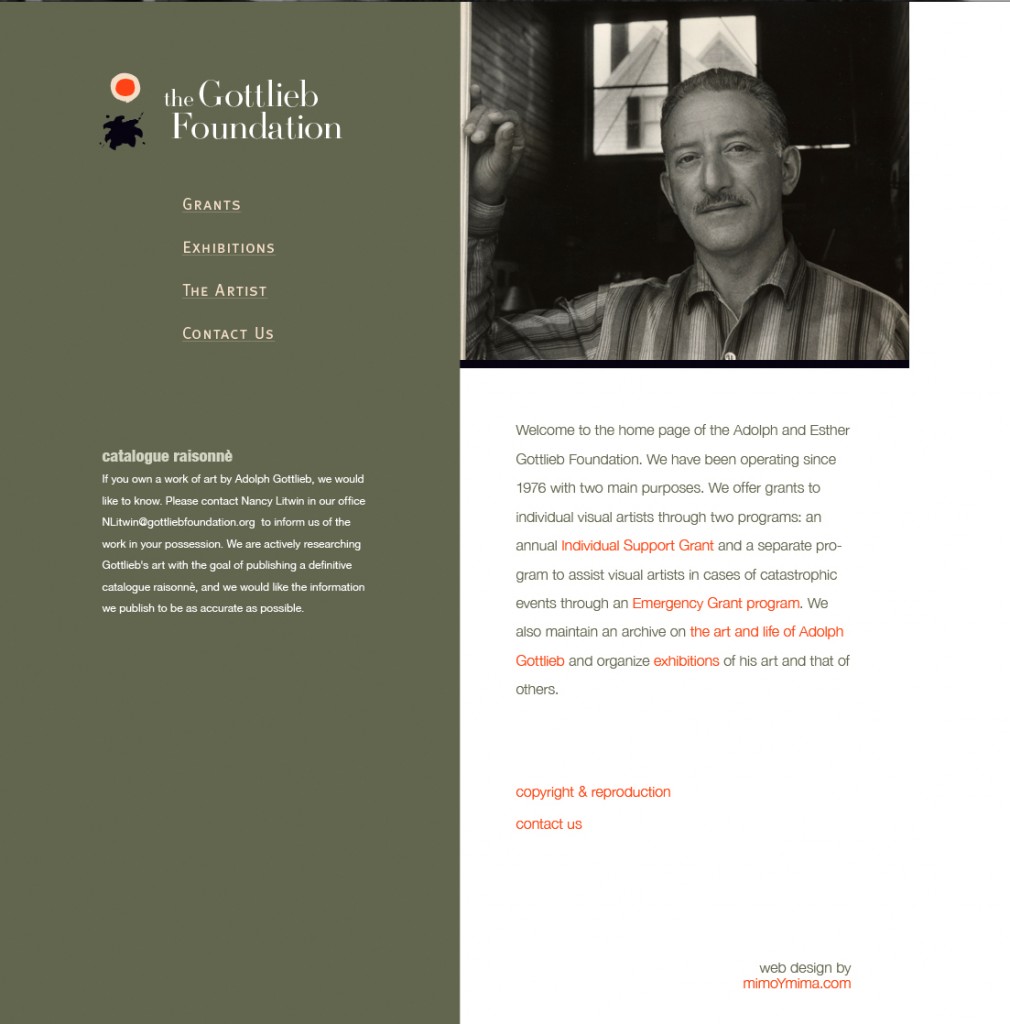 the Gottlieb
Foundation
Grants
Exhibitions
The Artist
Contact Us
catalogue raisonnè
If you own a work of art by Adolph Gottlieb, we would
like to know. Please contact Nancy Litwin in our office
NLitwin@gottliebfoundation.org to inform us of the
work in your possession. We are actively researching
Gottlieb's art with the goal of publishing a definitive
catalogue raisonnè, and we would like the information
we publish to be as accurate as possible.
Welcome to the home page of the Adolph and Esther
Gottlieb Foundation. We have been operating since
1976 with two main purposes. We offer grants to
individual visual artists through two programs: an
annual Individual Support Grant and a separate pro-
gram to assist visual artists in cases of catastrophic
events through an Emergency Grant program. We
also maintain an archive on the art and life of Adolph
Gottlieb and organize exhibitions of his art and that of
others.
copyright & reproduction
contact us
web design by
mimoYmima.com